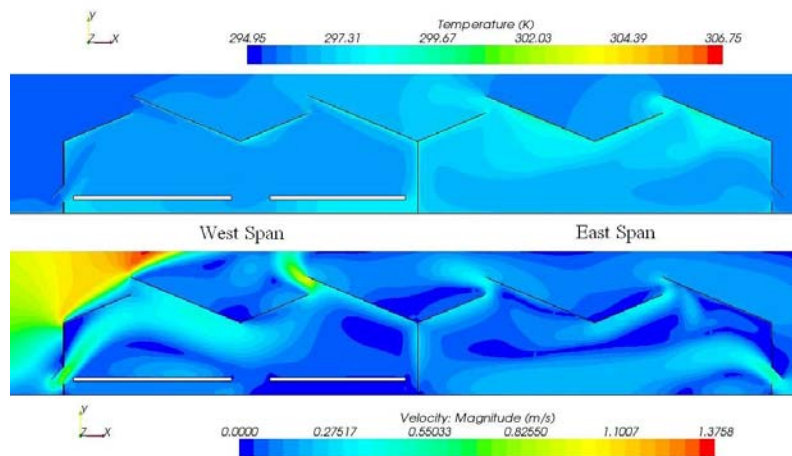 Y
Z X
Temperature (K)
294.95 297.31 299.67 302.03 304.39 306.75
West Span East Span
Y
Z X
Velocity: Magnitude (m/s)
0.0000 0.27517 0.55033 0.82550 1.1007 1.3758